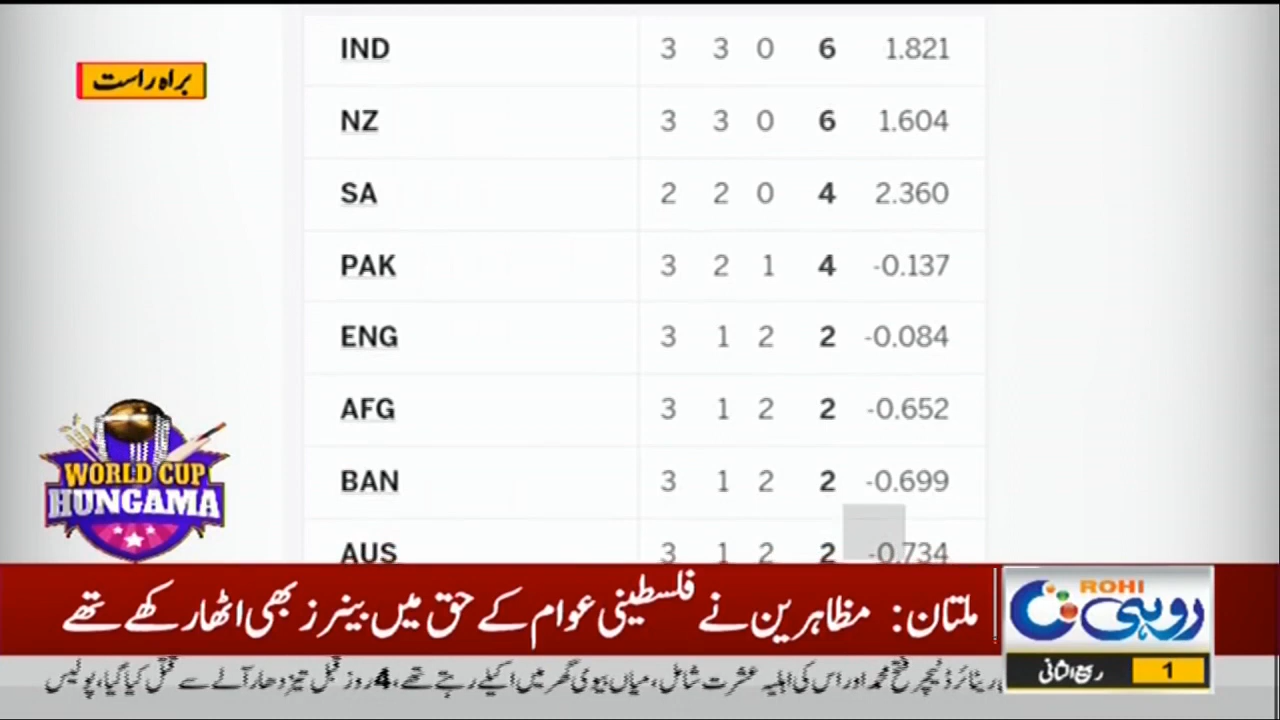 IND 3 3 0 6 1.821
براہ راست
NZ 3 3 0 6 1.604
SA 2 2 0 4 2.360
PAK 3 2 1 4 -0.137
ENG 3 1 2 2 -0.084
AFG 3 1 2 2 -0.652
WORLD CUP
HUNGAMA
BAN 3 1 2 2 -0.699
AUS 3 1 2 2 -0.734
ملتان: مظاہرین نے فلسطینی عوام کے حق میں بینرز بھی اٹھا رکھے تھے
ROHI
روہی
ریٹائرڈ ٹیچر فتح محمد اور اس کی اہلیہ عشرت شامل، میاں بیوی گھر میں اکیلے رہتے تھے، 4 روز قبل تیز دھار آلے سے قتل کیا گیا، پولیس
1 ربیع الثانی